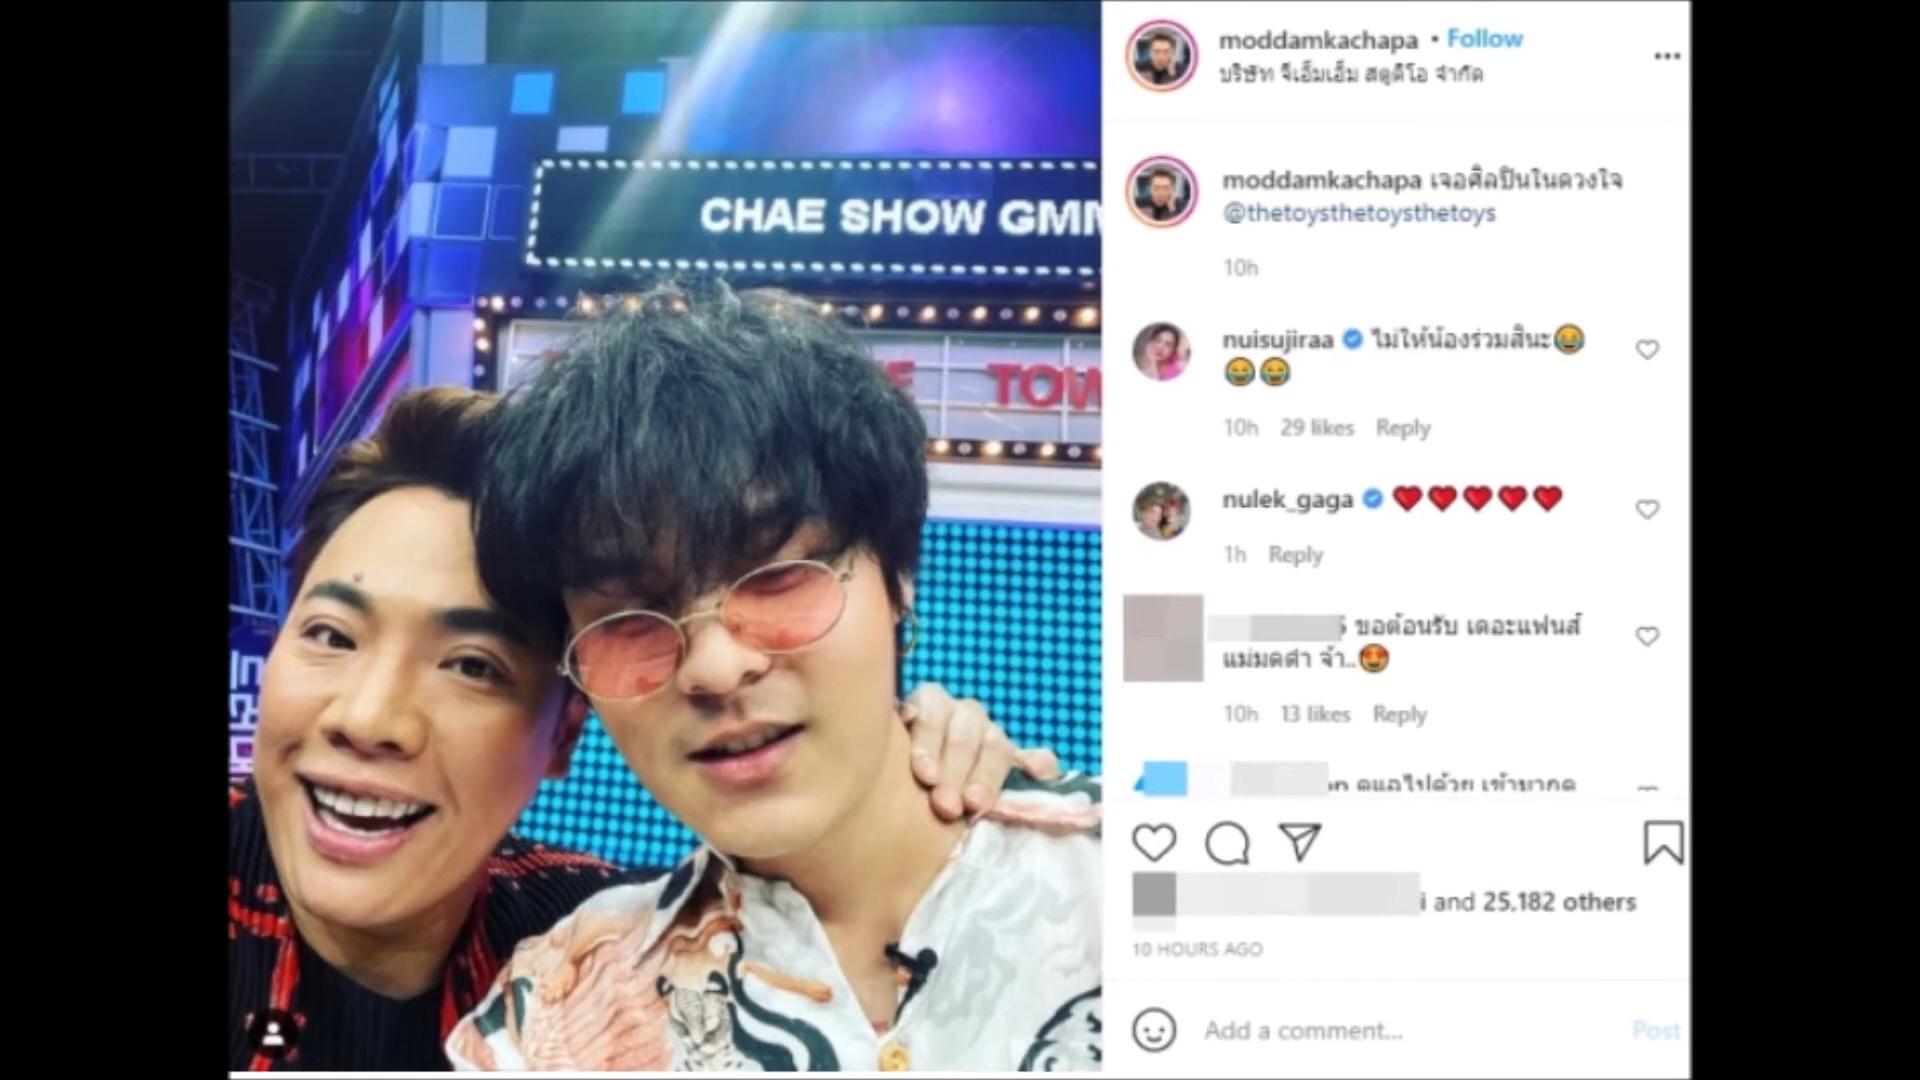 CHAE SHOW GMM
TOW
moddamkachapa • Follow
บริษัท จีเอ็มเอ็ม สตูดิโอ จำกัด
moddamkachapa เจอศิลปินในดวงใจ
@thetoysthetoysthetoys
10h
nuisujiraa ไม่ให้น้องร่วมสินะ😂
😂😂
10h 29 likes Reply
nulek_gaga ❤❤❤❤❤
1h Reply
ขอต้อนรับ เดอะแฟนส์
แม่มดดำ จ้า..😍
10h 13 likes Reply
i and 25,182 others
10 HOURS AGO
Add a comment...
Post